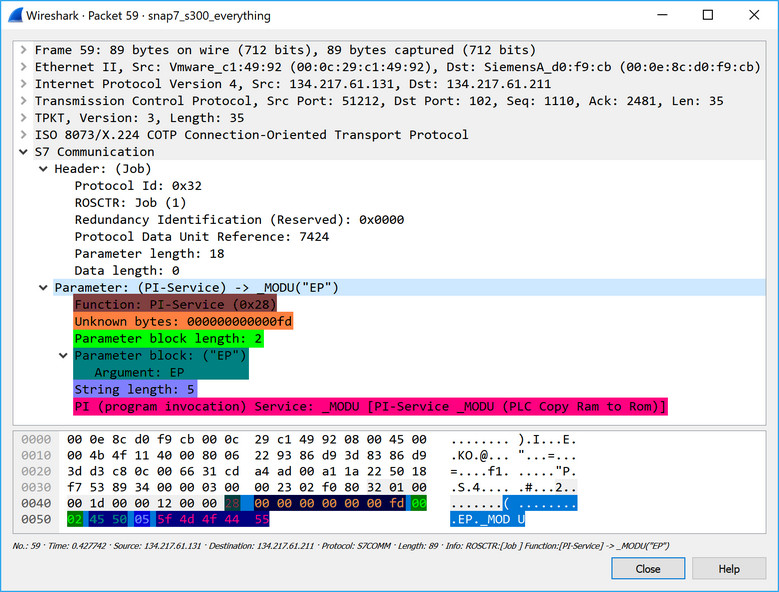 Wireshark · Packet 59 · snap7_s300_everything
Frame 59: 89 bytes on wire (712 bits), 89 bytes captured (712 bits)
Ethernet II, Src: Vmware_c1:49:92 (00:0c:29:c1:49:92), Dst: SiemensA_d0:f9:cb (00:0e:8c:d0:f9:cb)
Internet Protocol Version 4, Src: 134.217.61.131, Dst: 134.217.61.211
Transmission Control Protocol, Src Port: 51212, Dst Port: 102, Seq: 1110, Ack: 2481, Len: 35
TPKT, Version: 3, Length: 35
ISO 8073/X.224 COTP Connection-Oriented Transport Protocol
S7 Communication
Header: (Job)
Protocol Id: 0x32
ROSCTR: Job (1)
Redundancy Identification (Reserved): 0x0000
Protocol Data Unit Reference: 7424
Parameter length: 18
Data length: 0
Parameter: (PI-Service) -> _MODU("EP")
Function: PI-Service (0x28)
Unknown bytes: 000000000000fd
Parameter block length: 2
Parameter block: ("EP")
Argument: EP
String length: 5
PI (program invocation) Service: _MODU [PI-Service _MODU (PLC Copy Ram to Rom)]
0000 00 0e 8c d0 f9 cb 00 0c 29 c1 49 92 08 00 45 00 ........ ).I...E.
0010 00 4b 4f 11 40 00 80 06 22 93 86 d9 3d 83 86 d9 .KO.@... "...=...
0020 3d d3 c8 0c 00 66 31 cd a4 ad 00 a1 1a 22 50 18 =....f1. ....."P.
0030 f7 53 89 34 00 00 03 00 00 23 02 f0 80 32 01 00 .S.4.... .#...2..
0040 00 1d 00 00 12 00 00 28 00 00 00 00 00 00 fd 00 .......( ........
0050 02 45 50 05 5f 4d 4f 44 55 .EP._MOD U
No.: 59 · Time: 0.427742 · Source: 134.217.61.131 · Destination: 134.217.61.211 · Protocol: S7COMM · Length: 89 · Info: ROSCTR:[Job ] Function:[PI-Service] -> _MODU("EP")
Close Help